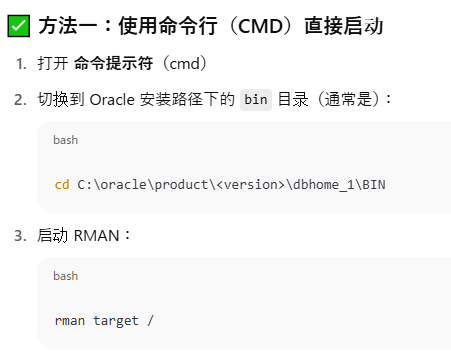 ✅ 方法一：使用命令行（CMD）直接启动
1. 打开 命令提示符（cmd）
2. 切换到 Oracle 安装路径下的 bin 目录（通常是）：
bash
cd C:\oracle\product\<version>\dbhome_1\BIN
3. 启动 RMAN：
bash
rman target /